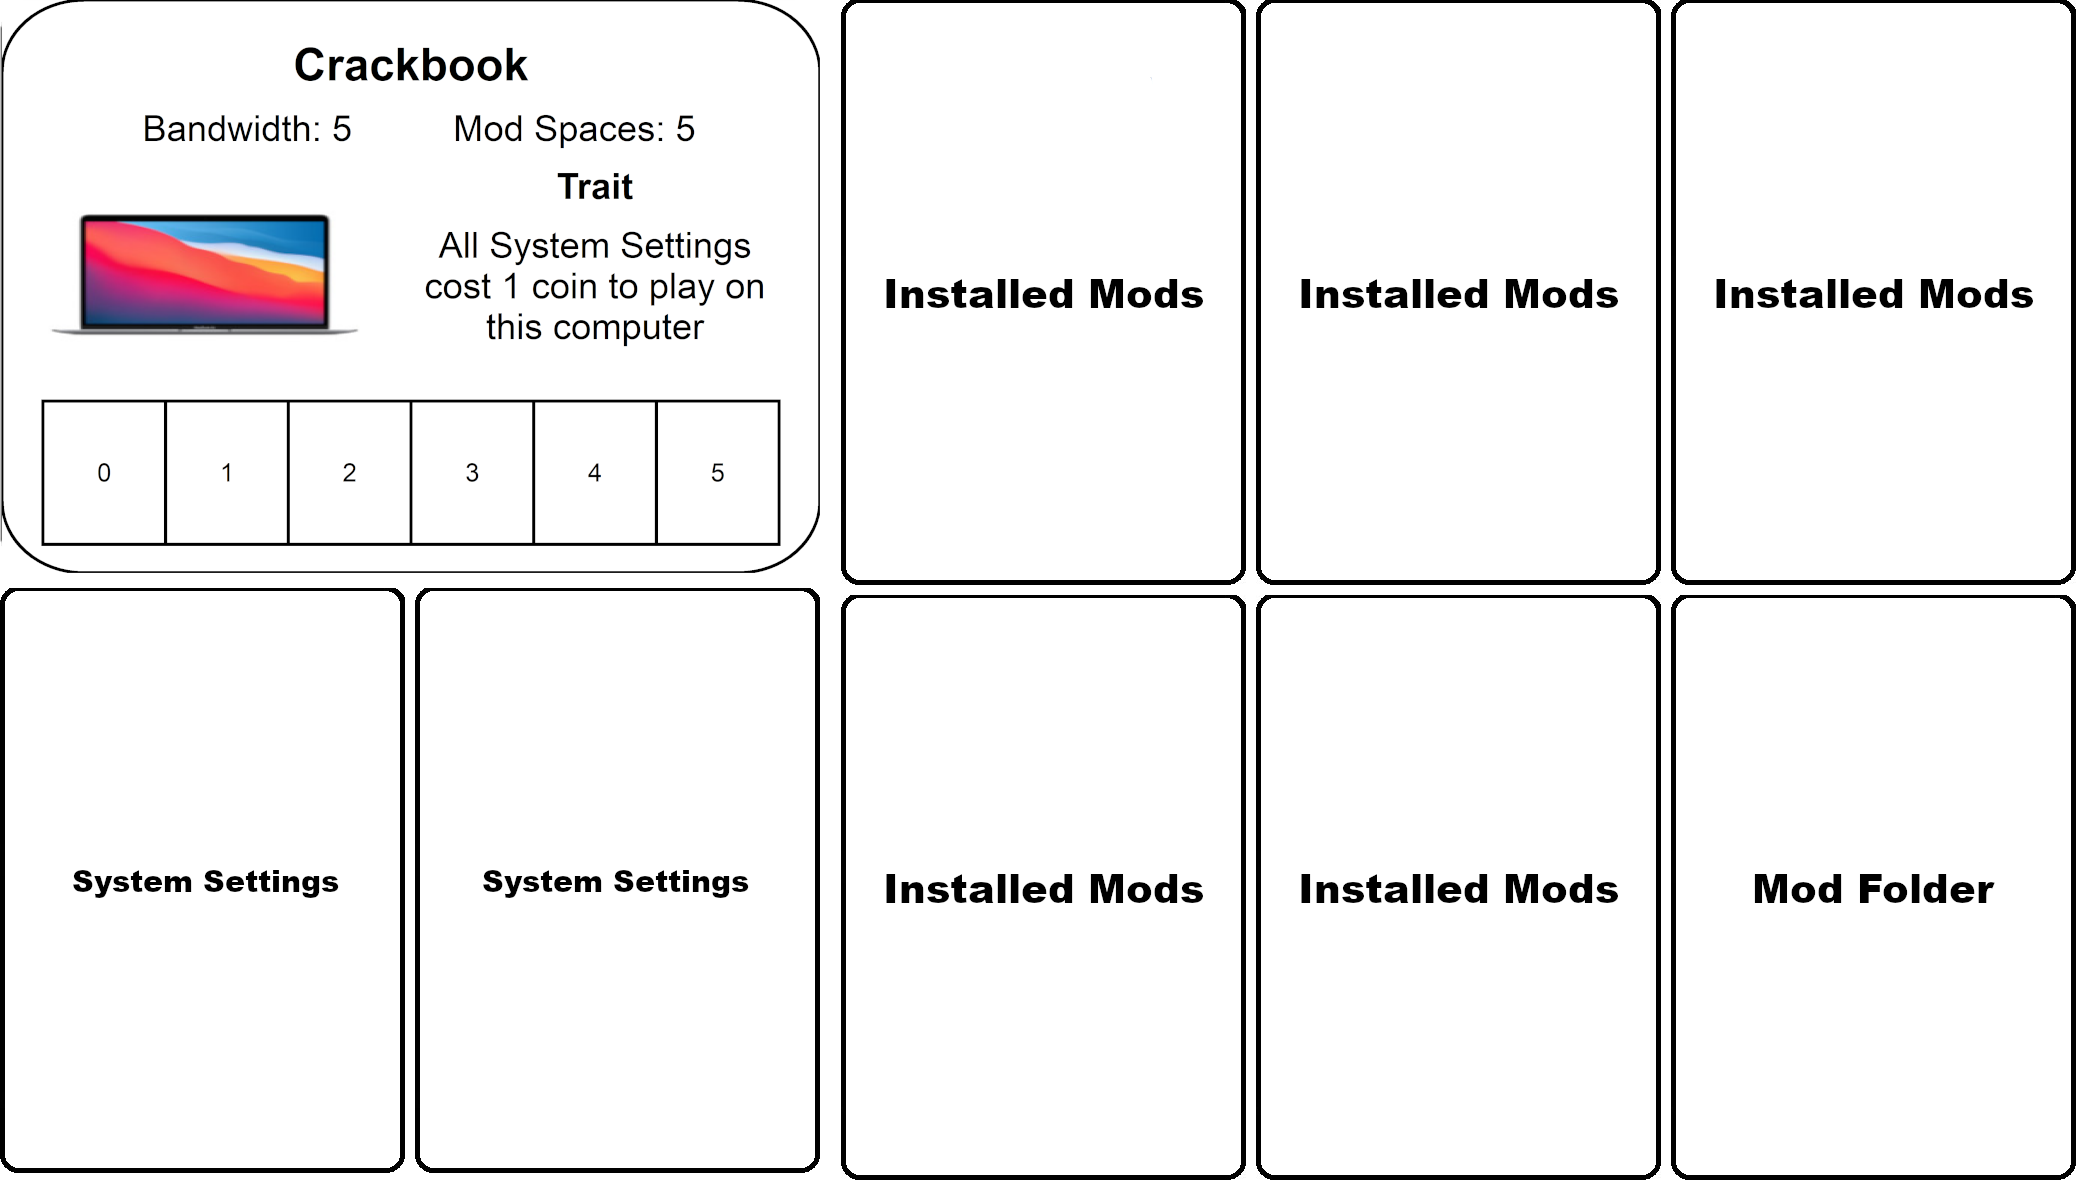 Crackbook
Bandwidth: 5 Mod Spaces: 5
Trait
All System Settings
cost 1 coin to play on
this computer
0 1 2 3 4 5
Installed Mods
Installed Mods
Installed Mods
System Settings
System Settings
Installed Mods
Installed Mods
Mod Folder